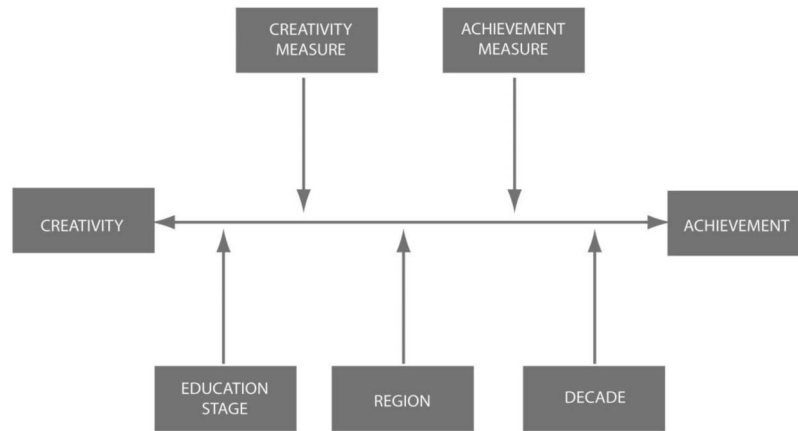 CREATIVITY
MEASURE
ACHIEVEMENT
MEASURE
CREATIVITY
ACHIEVEMENT
EDUCATION
STAGE
REGION
DECADE